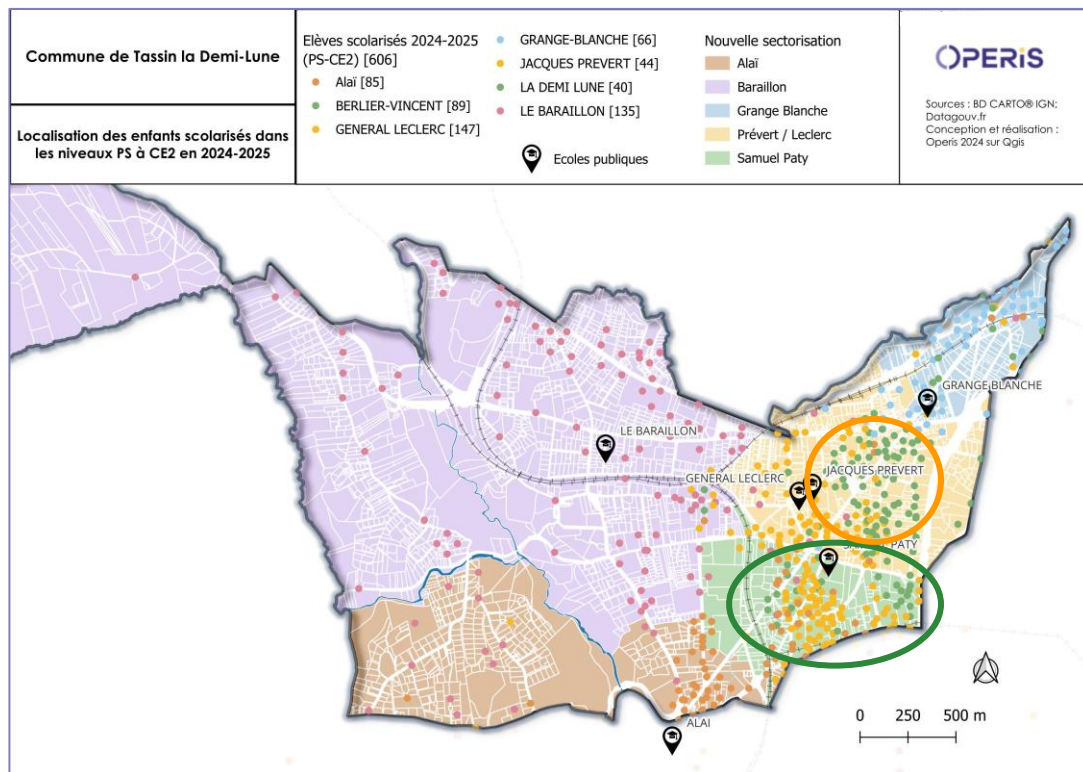 Commune de Tassin la Demi-Lune
Localisation des enfants scolarisés dans
les niveaux PS à CE2 en 2024-2025
Elèves scolarisés 2024-2025
(PS-CE2) [606]
Alaï [85]
BERLIER-VINCENT [89]
GENERAL LECLERC [147]
GRANGE-BLANCHE [66]
JACQUES PREVERT [44]
LA DEMI LUNE [40]
LE BARAILLON [135]
Ecoles publiques
Nouvelle sectorisation
Alaï
Baraillon
Grange Blanche
Prévert / Leclerc
Samuel Paty
OPERIS
Sources : BD CARTO® IGN;
Datagouv.fr
Conception et réalisation :
Operis 2024 sur Qgis
GRANGE BLANCHE
LE BARAILLON
JACQUES PREVERT
GENERAL LECLERC
PATY
ALAI
0 250 500 m